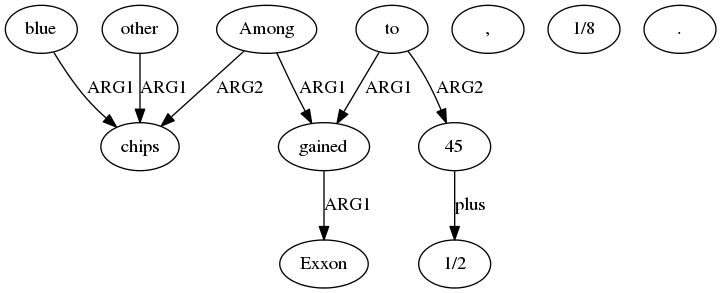 blue other Among to , 1/8 .
ARG1 ARG1 ARG2 ARG1 ARG1 ARG2
chips gained 45
ARG1 plus
Exxon 1/2